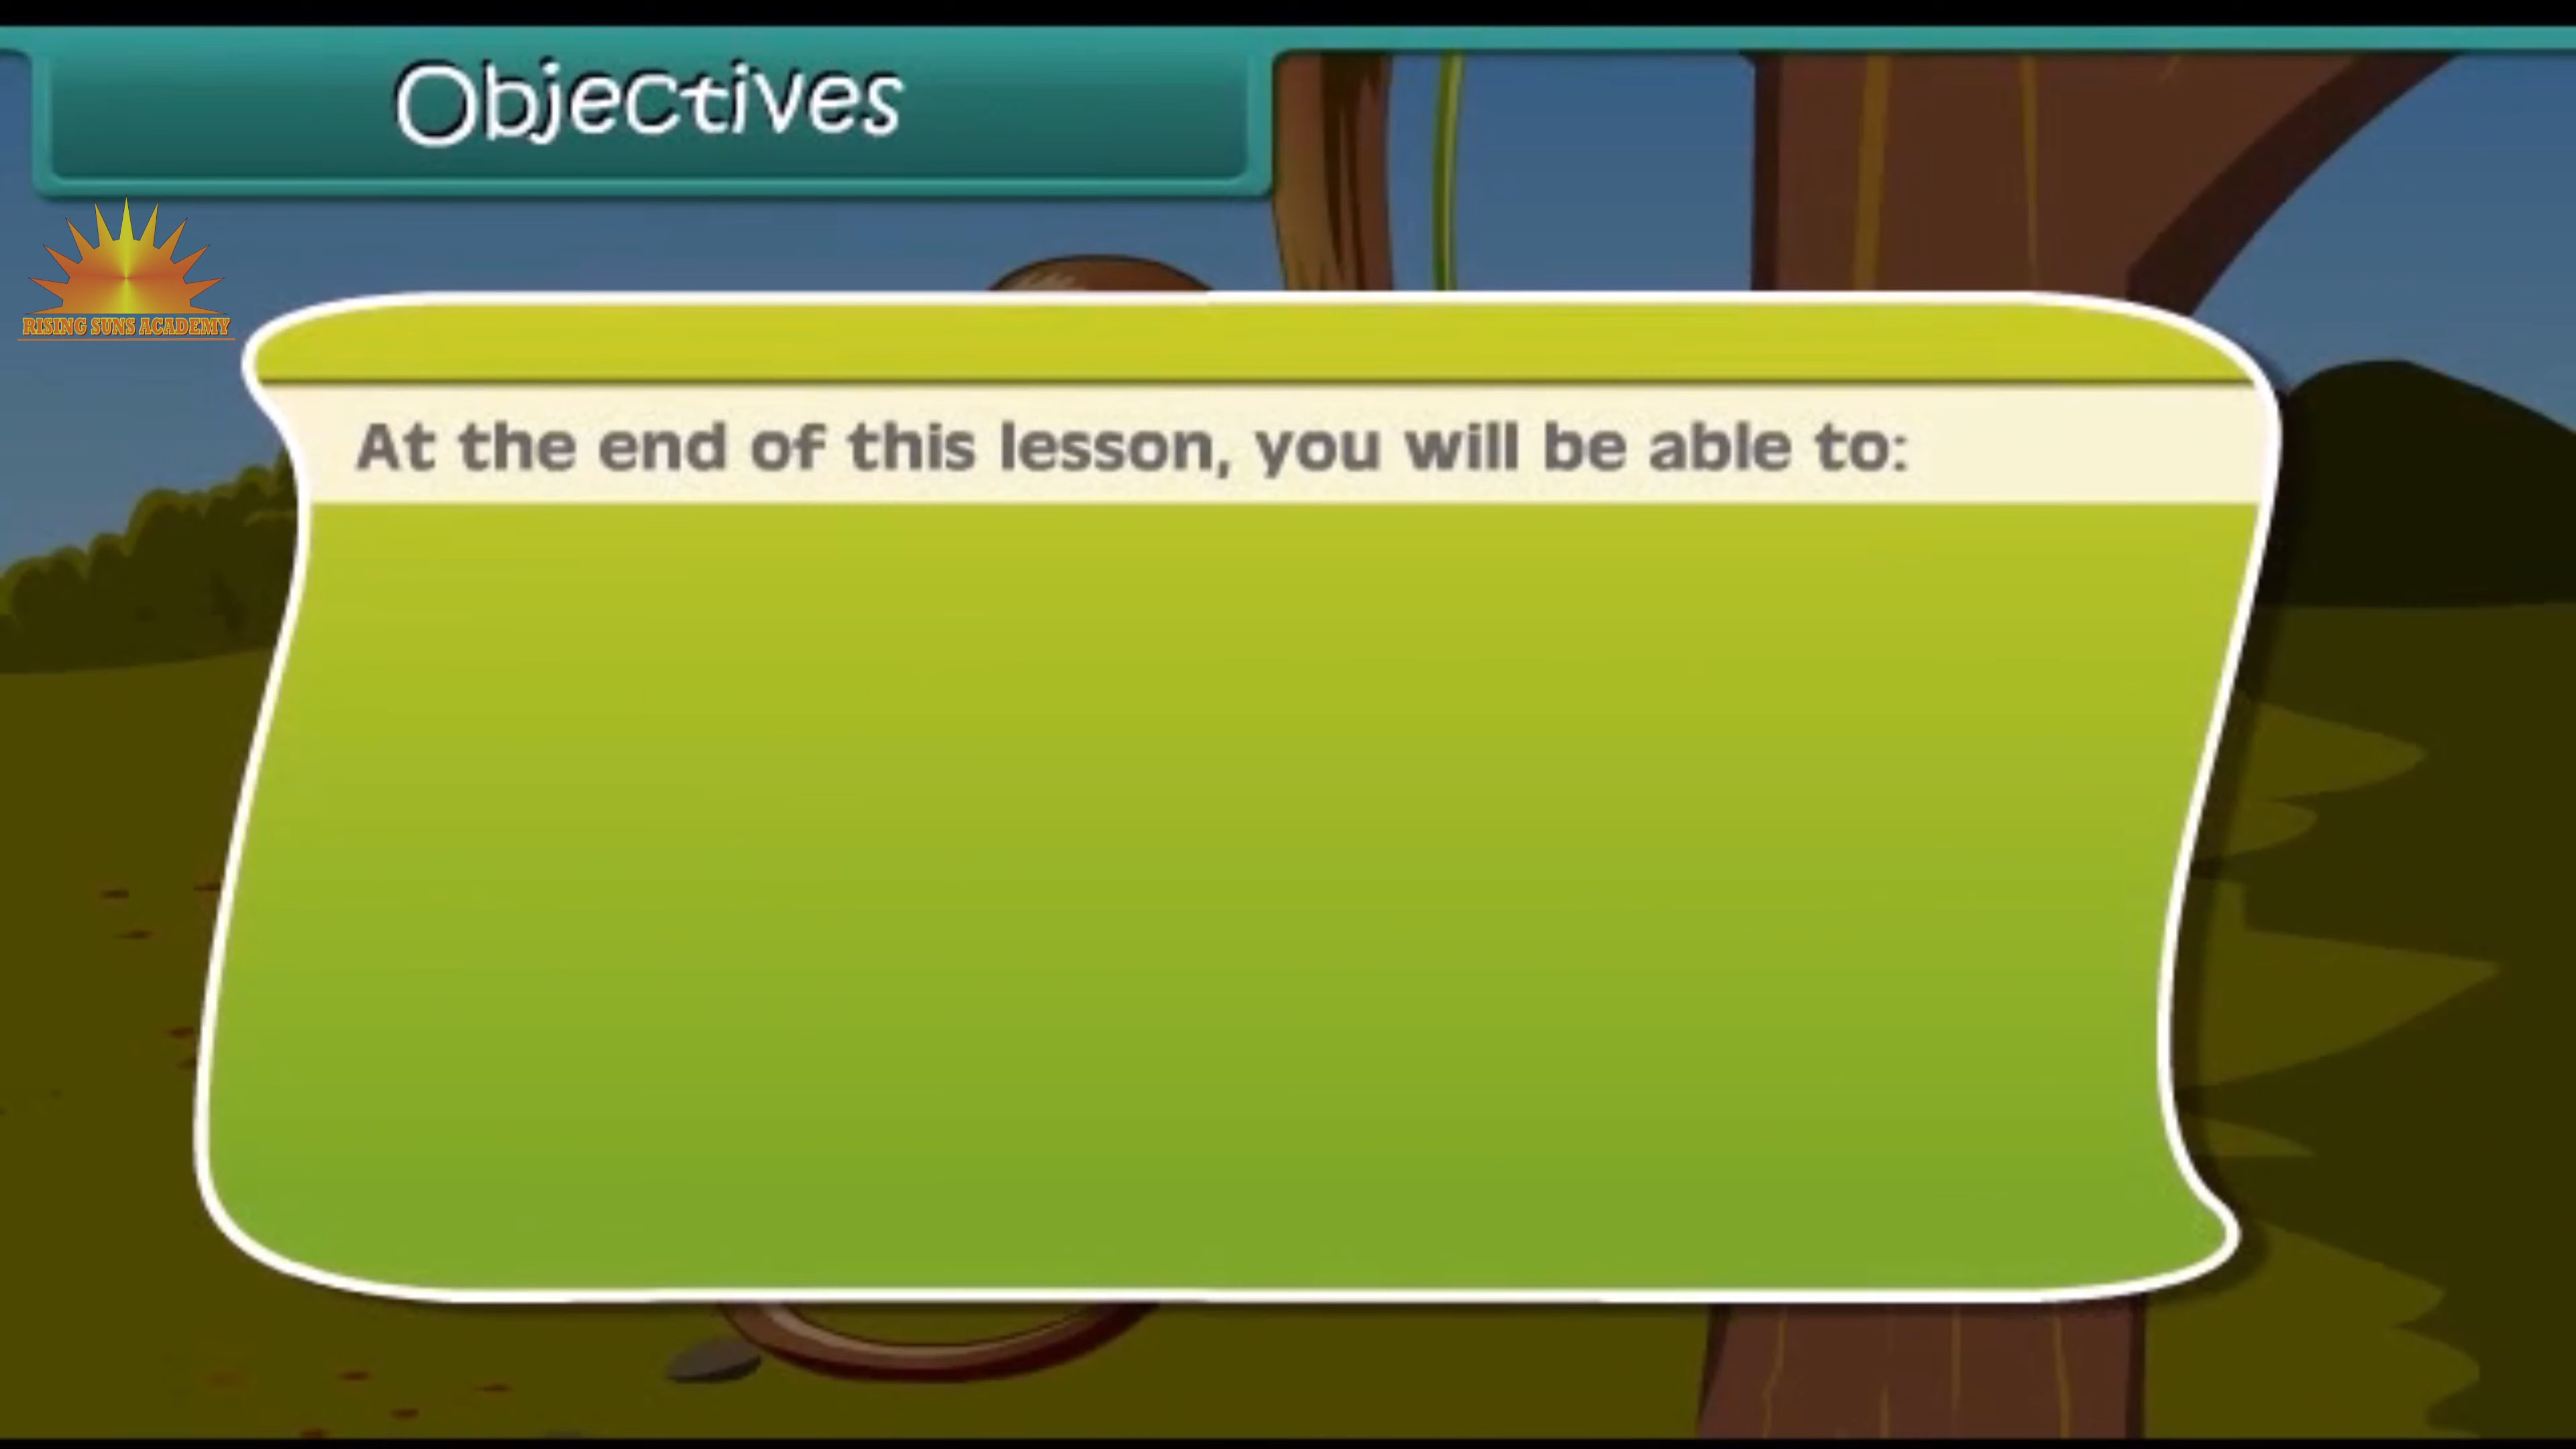 Objectives
RISING SUNS ACADEMY
At the end of this lesson, you will be able to: